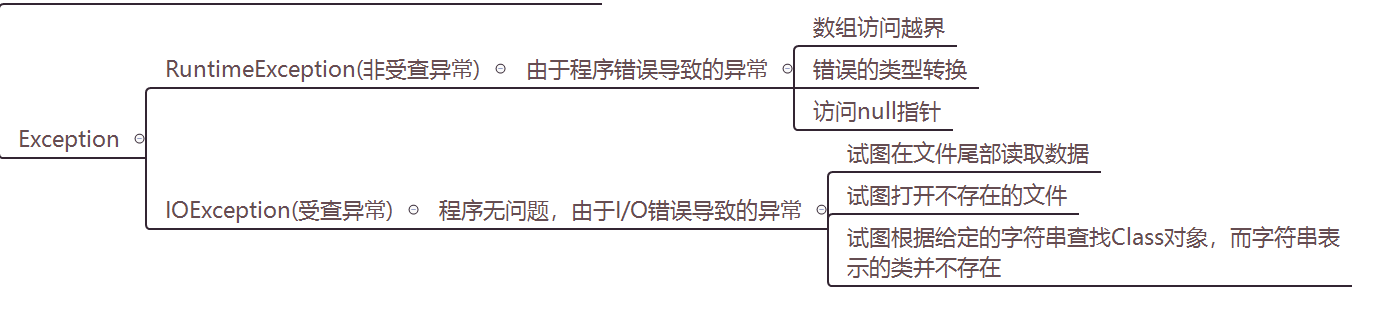 数组访问越界
RuntimeException(非受查异常)
由于程序错误导致的异常
错误的类型转换
访问null指针
Exception
试图在文件尾部读取数据
试图打开不存在的文件
IOException(受查异常)
程序无问题，由于I/O错误导致的异常
试图根据给定的字符串查找Class对象，而字符串表
示的类并不存在